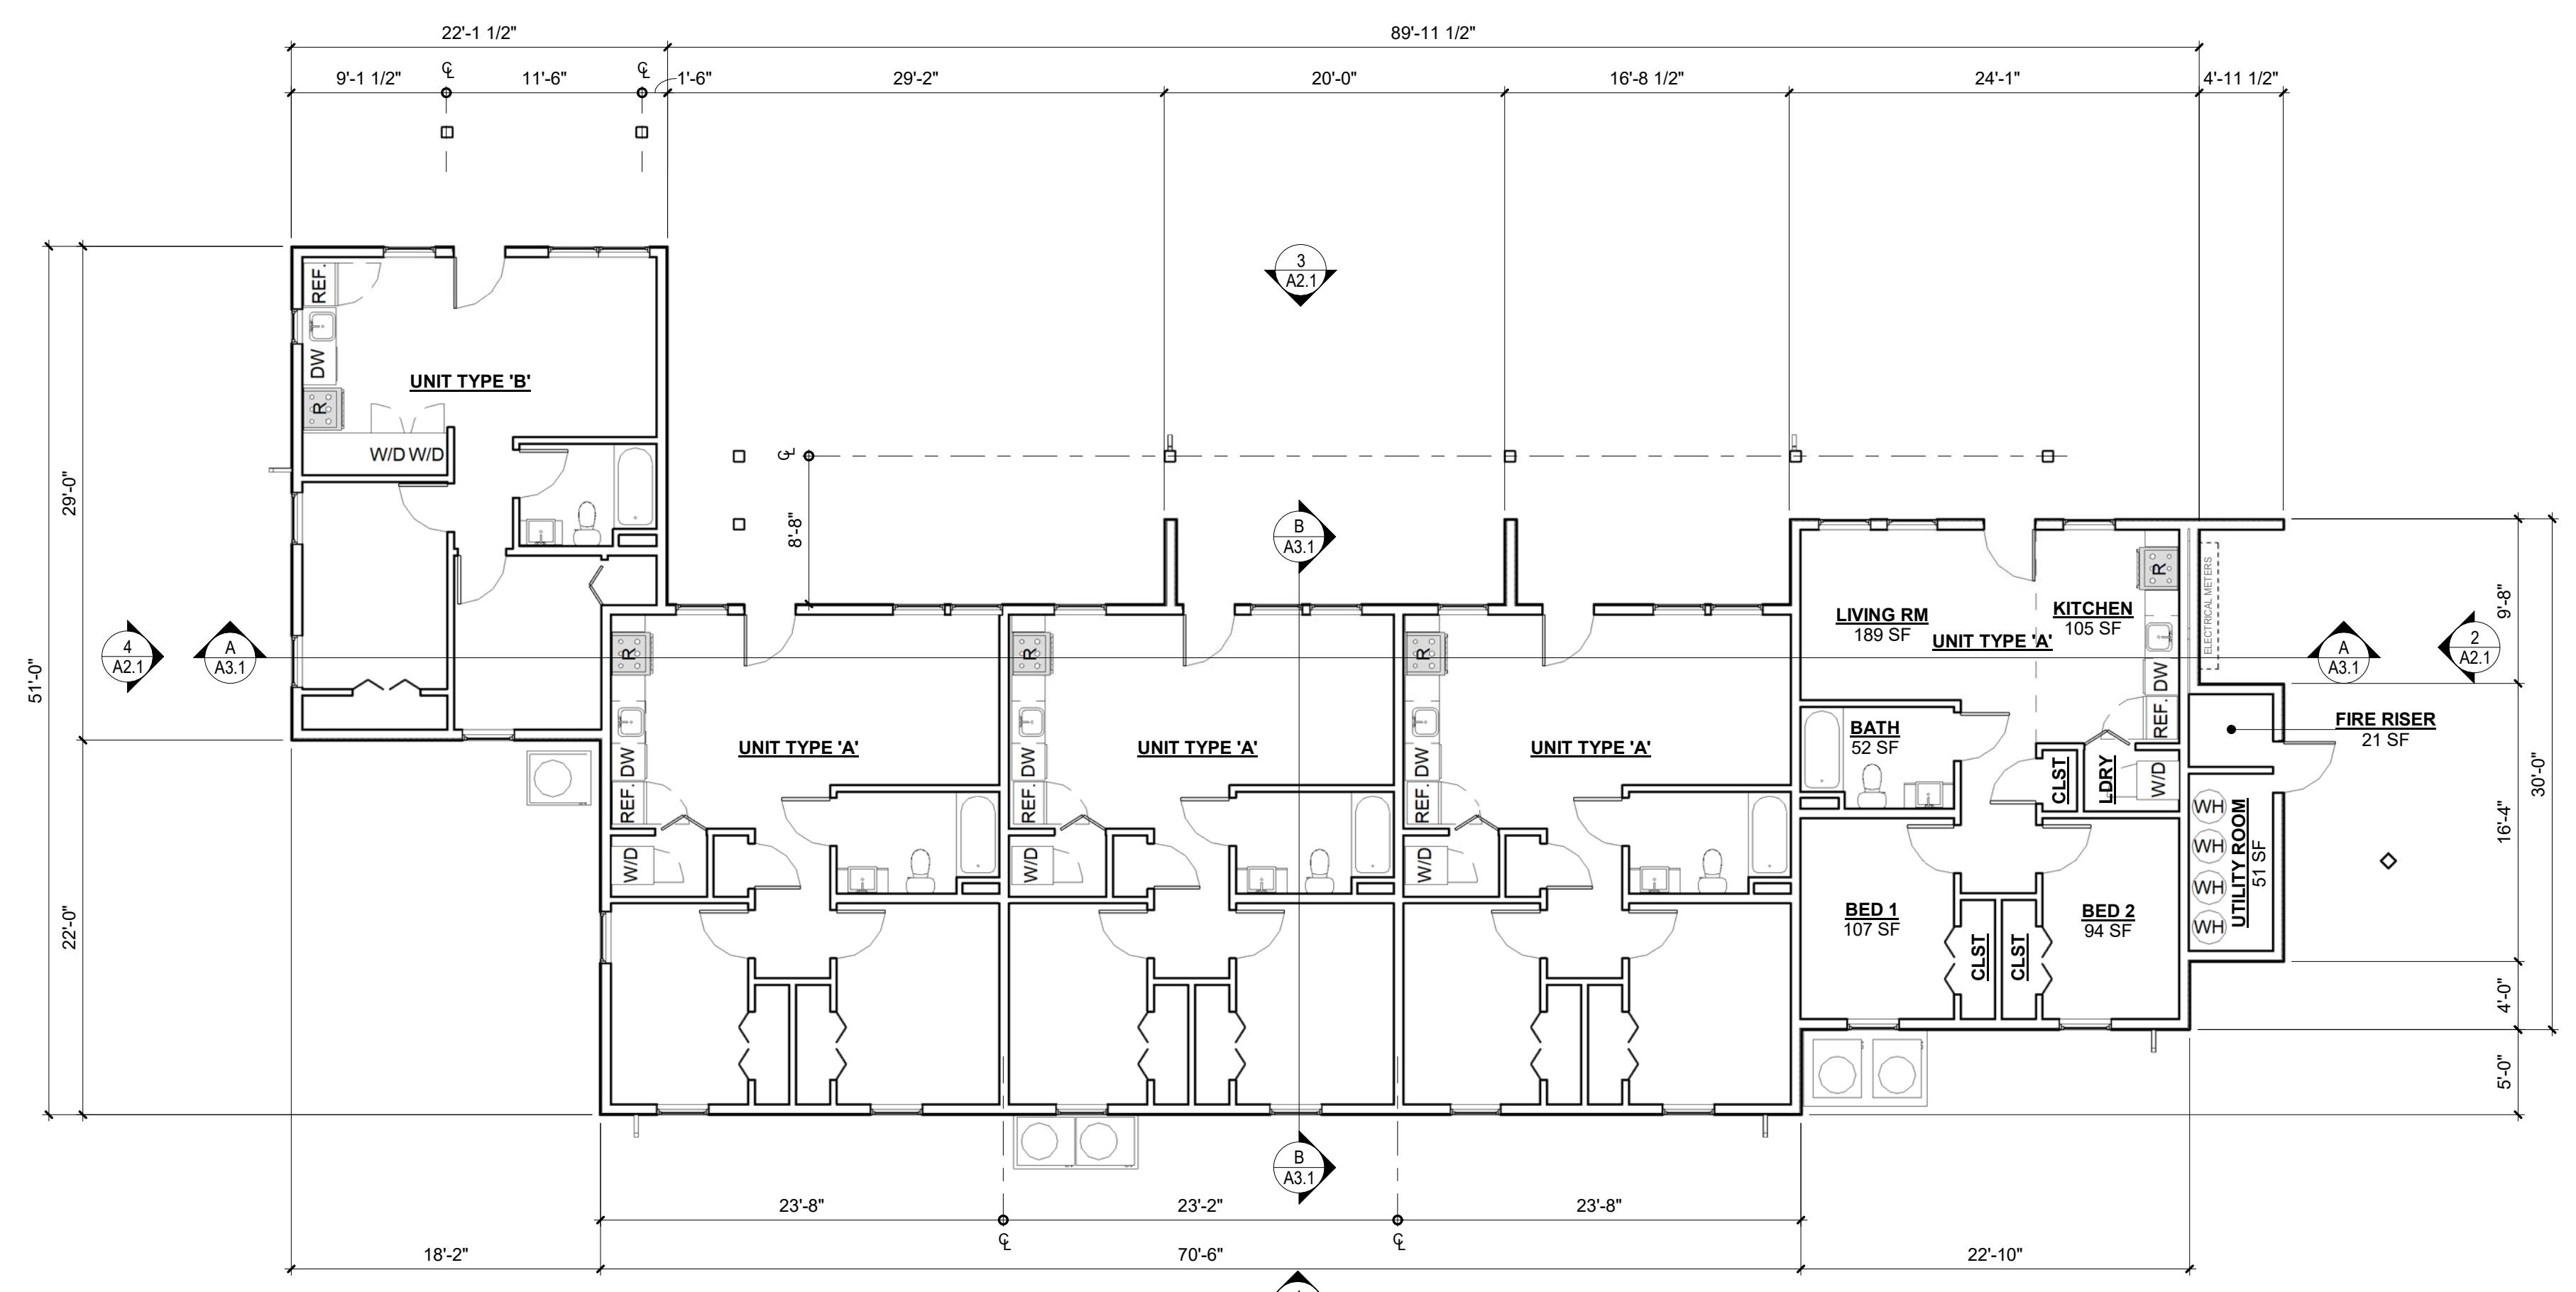 22'-1 1/2"
89'-11 1/2"
9'-1 1/2"
℄
11'-6"
℄
1'-6"
29'-2"
20'-0"
16'-8 1/2"
24'-1"
4'-11 1/2"
3
A2.1
REF.
DW
R
UNIT TYPE 'B'
W/D W/D
℄
8'-8"
29'-0"
51'-0"
22'-0"
B
A3.1
4
A2.1
A
A3.1
R
DW
REF.
W/D
UNIT TYPE 'A'
R
DW
REF.
W/D
UNIT TYPE 'A'
R
DW
REF.
W/D
UNIT TYPE 'A'
LIVING RM
189 SF
KITCHEN
105 SF
UNIT TYPE 'A'
R
DW
REF.
ELECTRICAL METERS
BATH
52 SF
CLST
LDRY
W/D
BED 1
107 SF
CLST
CLST
BED 2
94 SF
WH
WH
WH
WH
UTILITY ROOM
51 SF
FIRE RISER
21 SF
A
A3.1
2
A2.1
9'-8"
16'-4"
30'-0"
4'-0"
5'-0"
B
A3.1
23'-8"
23'-2"
23'-8"
℄
℄
18'-2"
70'-6"
22'-10"